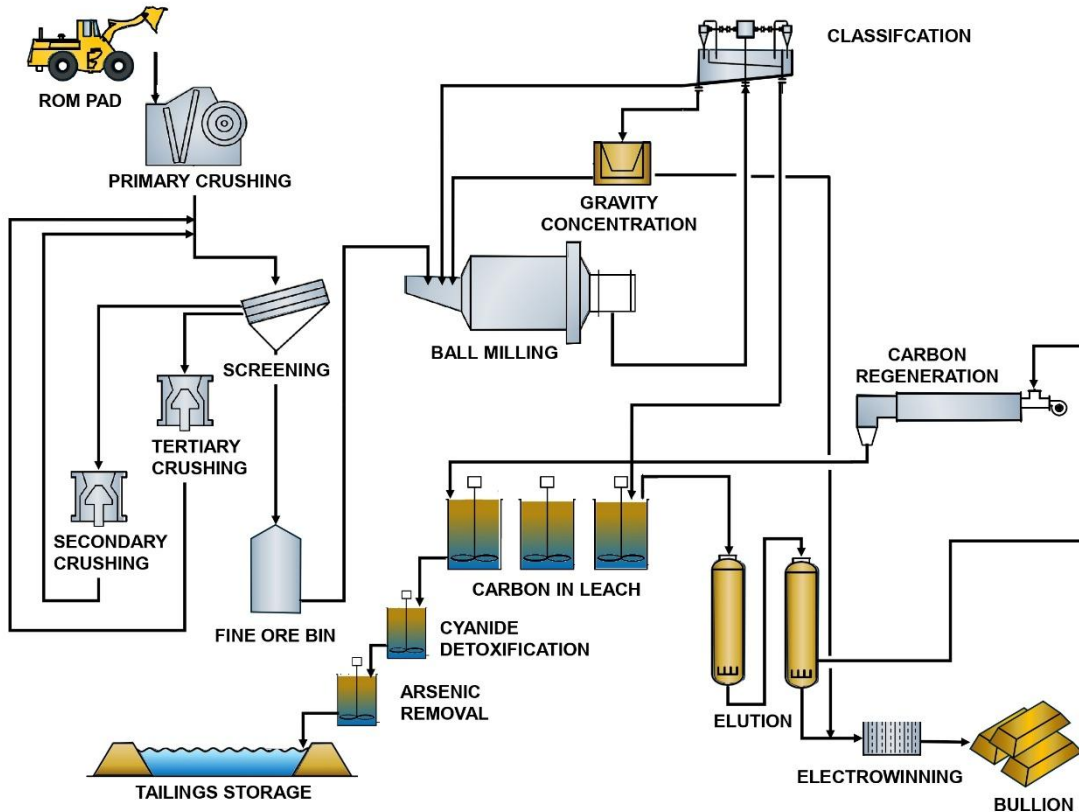 CLASSIFCATION
ROM PAD
PRIMARY CRUSHING
GRAVITY
CONCENTRATION
BALL MILLING
SCREENING
CARBON
REGENERATION
TERTIARY
CRUSHING
SECONDARY
CRUSHING
CARBON IN LEACH
FINE ORE BIN
CYANIDE
DETOXIFICATION
ARSENIC
REMOVAL
ELUTION
ELECTROWINNING
TAILINGS STORAGE
BULLION